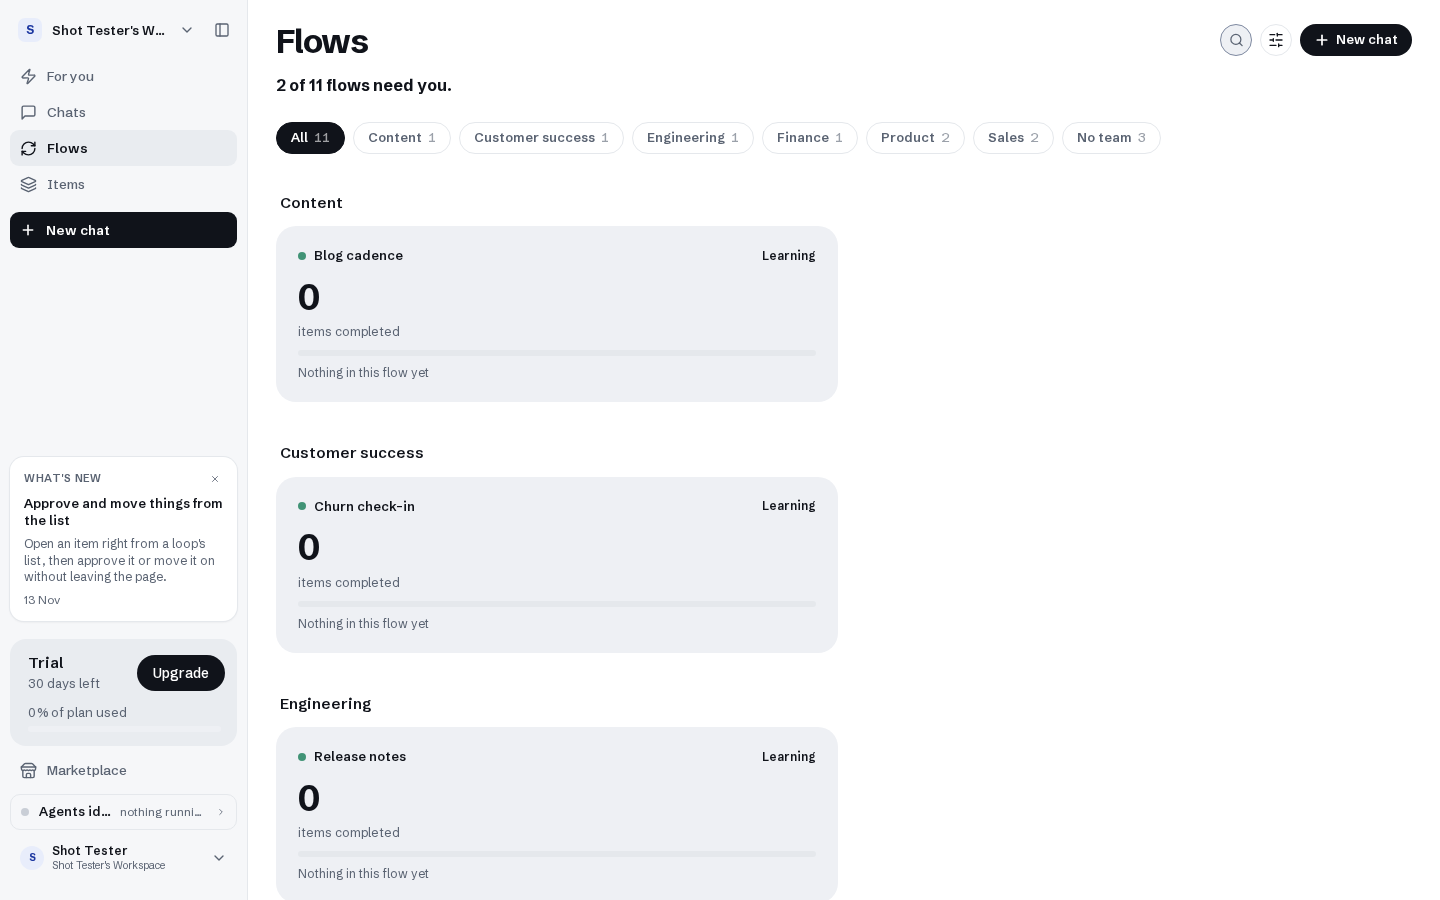 S Shot Tester's W...
For you
Chats
Flows
Items
New chat
WHAT'S NEW
Approve and move things from
the list
Open an item right from a loop's
list, then approve it or move it on
without leaving the page.
13 Nov
Trial
30 days left
Upgrade
0% of plan used
Marketplace
Agents id... nothing runni...
S Shot Tester
Shot Tester's Workspace
Flows
New chat
2 of 11 flows need you.
All 11 Content 1 Customer success 1 Engineering 1 Finance 1 Product 2 Sales 2 No team 3
Content
Blog cadence Learning
0
items completed
Nothing in this flow yet
Customer success
Churn check-in Learning
0
items completed
Nothing in this flow yet
Engineering
Release notes Learning
0
items completed
Nothing in this flow yet